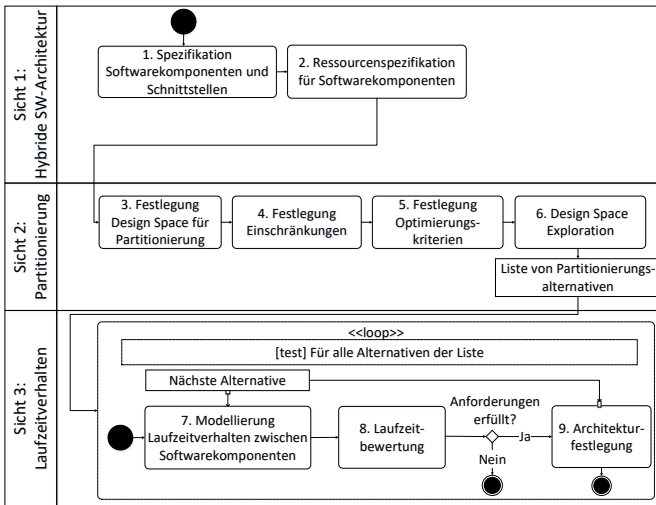 Sicht 1:
Hybride SW-Architektur
1. Spezifikation
Softwarekomponenten und
Schnittstellen
2. Ressourcenspezifikation
für Softwarekomponenten
Sicht 2:
Partitionierung
3. Festlegung
Design Space für
Partitionierung
4. Festlegung
Einschränkungen
5. Festlegung
Optimierungs-
kriterien
6. Design Space
Exploration
Liste von Partitionierungs-
alternativen
Sicht 3:
Laufzeitverhalten
<<loop>>
[test] Für alle Alternativen der Liste
Nächste Alternative
7. Modellierung
Laufzeitverhalten zwischen
Softwarekomponenten
8. Laufzeit-
bewertung
Anforderungen
erfüllt?
Ja
Nein
9. Architektur-
festlegung